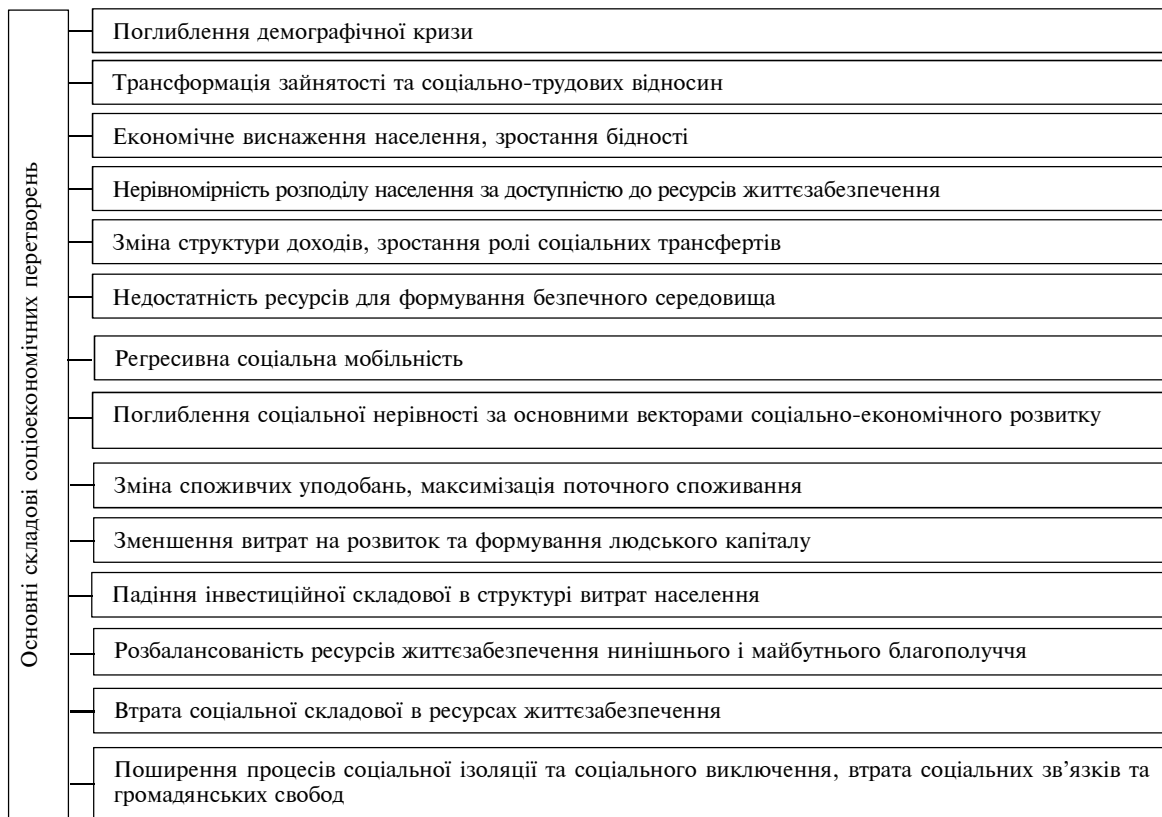 Основні складові соціоекономічних перетворень
Поглиблення демографічної кризи
Трансформація зайнятості та соціально-трудових відносин
Економічне виснаження населення, зростання бідності
Нерівномірність розподілу населення за доступністю до ресурсів життєзабезпечення
Зміна структури доходів, зростання ролі соціальних трансфертів
Недостатність ресурсів для формування безпечного середовища
Регресивна соціальна мобільність
Поглиблення соціальної нерівності за основними векторами соціально-економічного розвитку
Зміна споживчих уподобань, максимізація поточного споживання
Зменшення витрат на розвиток та формування людського капіталу
Падіння інвестиційної складової в структурі витрат населення
Розбалансованість ресурсів життєзабезпечення нинішнього і майбутнього благополуччя
Втрата соціальної складової в ресурсах життєзабезпечення
Поширення процесів соціальної ізоляції та соціального виключення, втрата соціальних зв’язків та
громадянських свобод